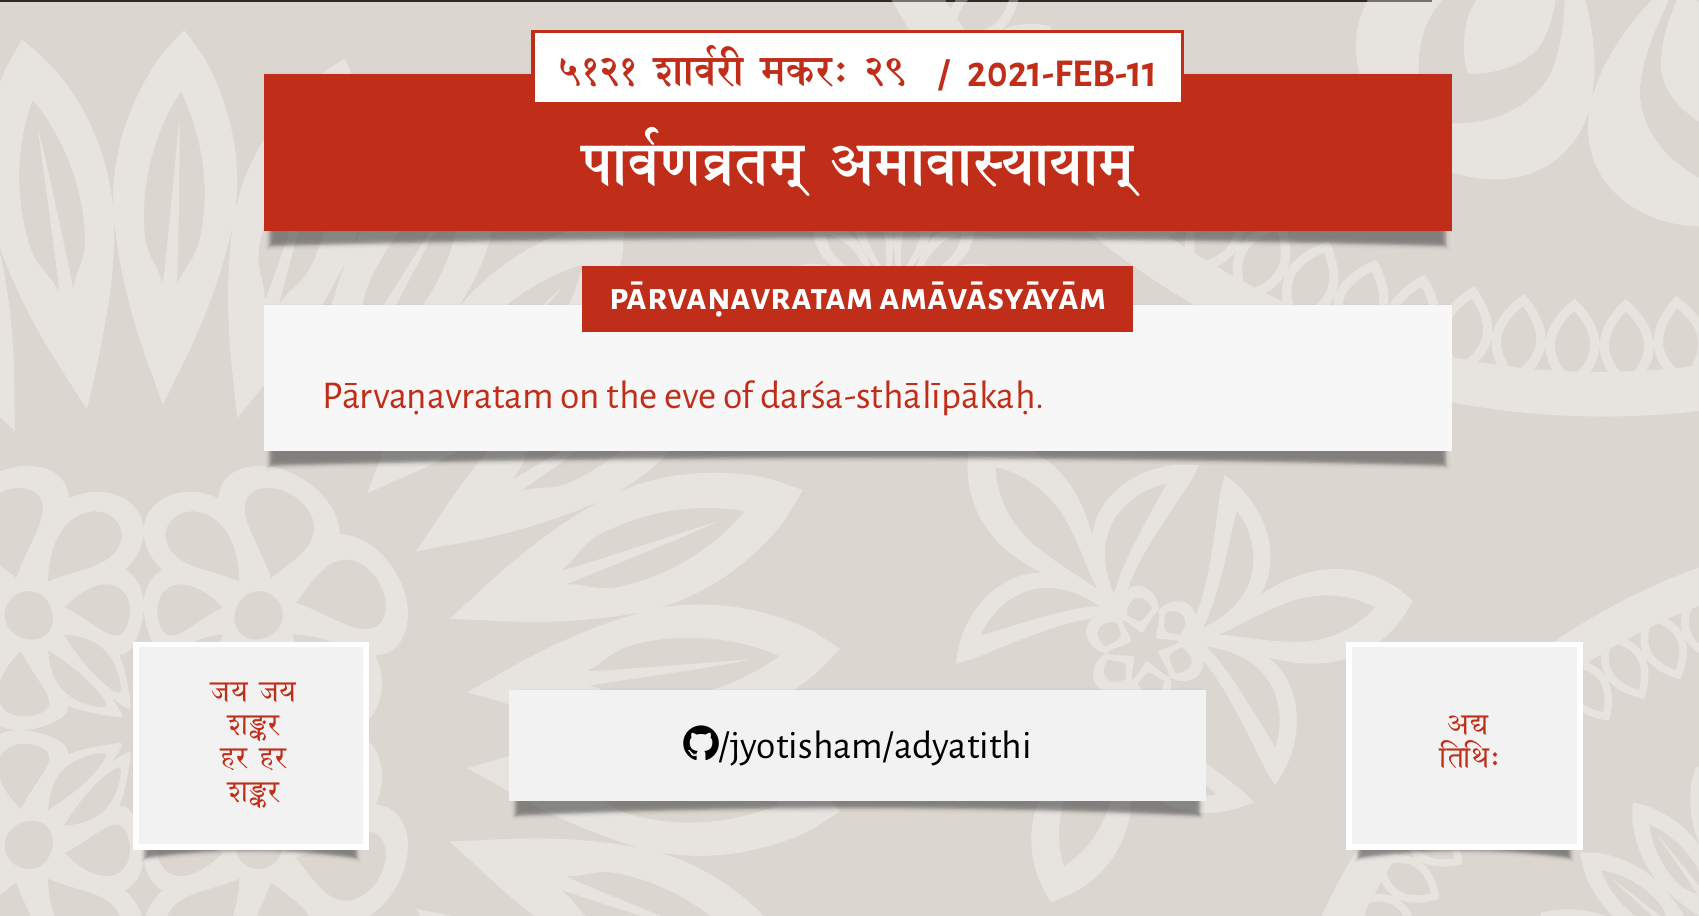 ५१२१ शार्वरी मकरः २९ / 2021-FEB-11
पार्वणव्रतम् अमावास्यायाम्
PĀRVAṆAVRATAM AMĀVĀSYĀYĀM
Pārvaṇavratam on the eve of darśa-sthālīpākaḥ.
जय जय
शङ्कर
हर हर
शङ्कर
/jyotisham/adyatithi
अद्य
तिथिः